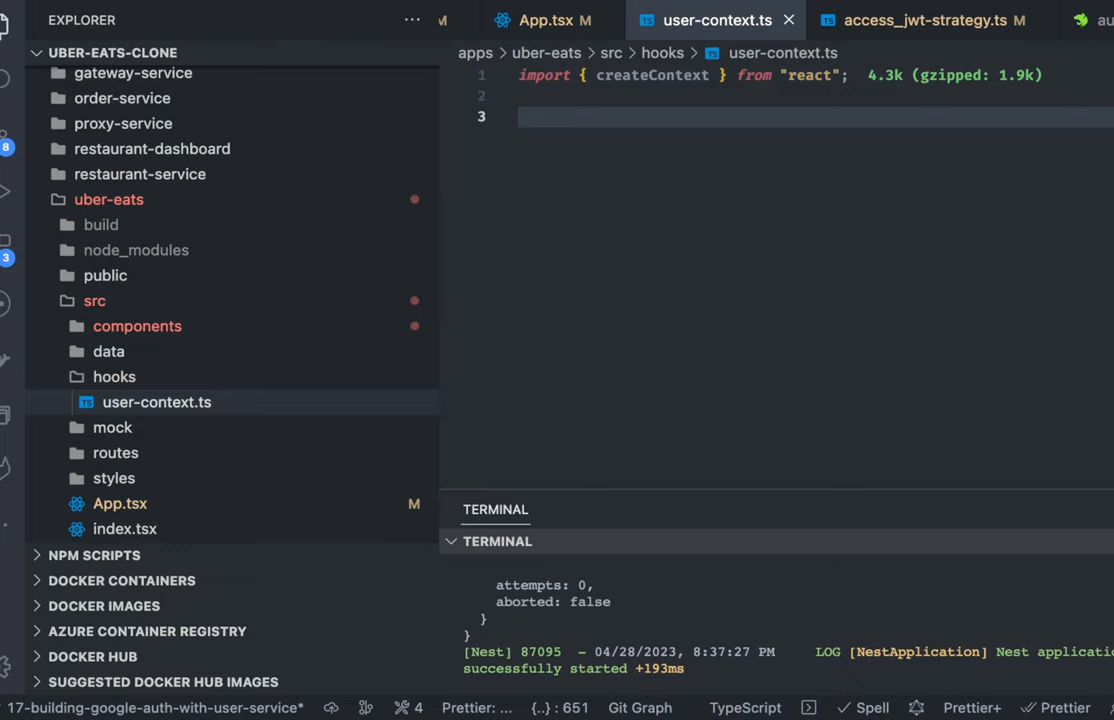 EXPLORER
...
M
App.tsx M
user-context.ts
access_jwt-strategy.ts M
au
UBER-EATS-CLONE
apps > uber-eats > src > hooks > user-context.ts
gateway-service
order-service
proxy-service
restaurant-dashboard
restaurant-service
uber-eats
build
node_modules
public
src
components
data
hooks
user-context.ts
mock
routes
styles
App.tsx M
index.tsx
NPM SCRIPTS
DOCKER CONTAINERS
DOCKER IMAGES
AZURE CONTAINER REGISTRY
DOCKER HUB
SUGGESTED DOCKER HUB IMAGES
8
3
1 import { createContext } from "react"; 4.3k (gzipped: 1.9k)
2
3
TERMINAL
TERMINAL
attempts: 0,
aborted: false
}
}
[Nest] 87095 - 04/28/2023, 8:37:27 PM LOG [NestApplication] Nest applicatio
successfully started +193ms
17-building-google-auth-with-user-service* 4 Prettier: ... {..} : 651 Git Graph TypeScript Spell Prettier+ Prettier